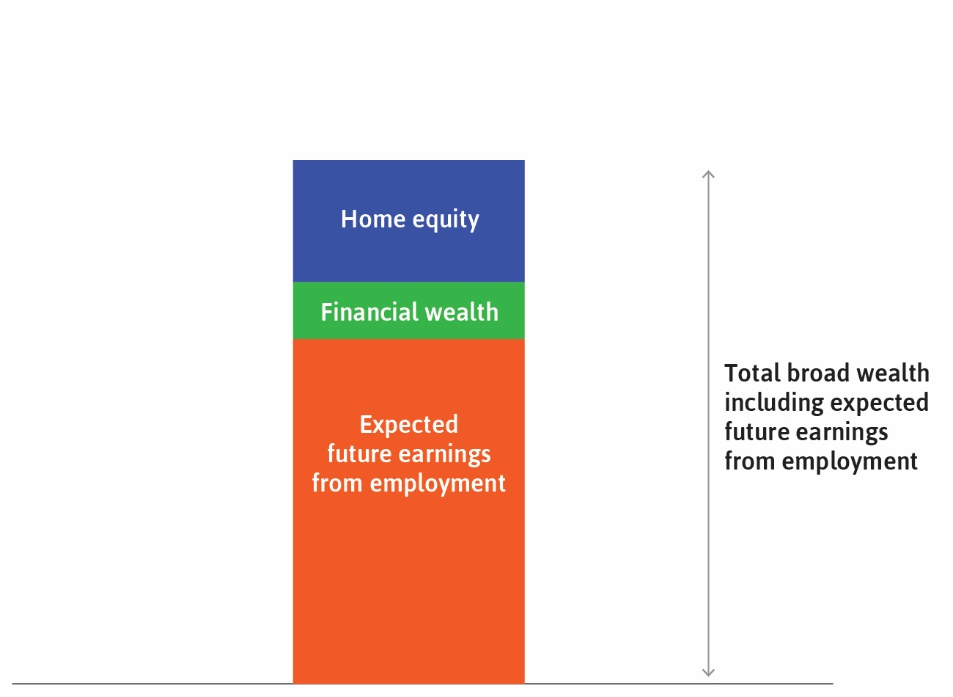 Home equity
Financial wealth
Expected
future earnings
from employment
Total broad wealth
including expected
future earnings
from employment